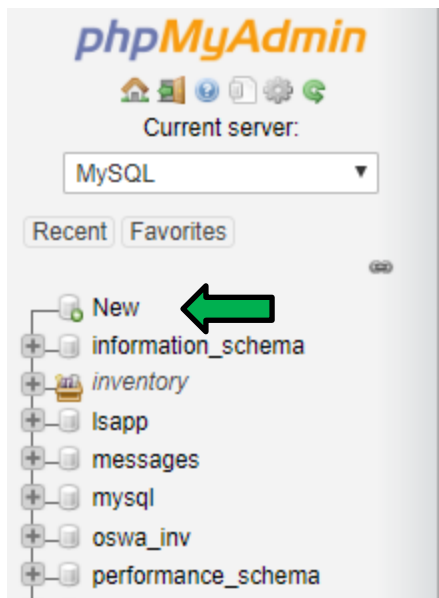 phpMyAdmin
Current server:
MySQL
Recent Favorites
New
information_schema
inventory
lsapp
messages
mysql
oswa_inv
performance_schema